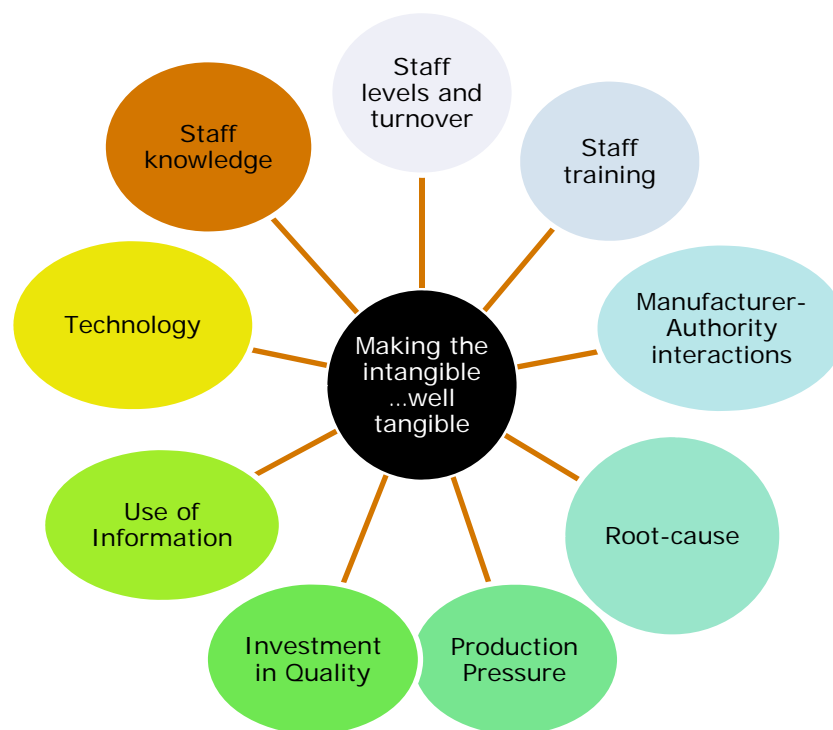 Staff
levels and
turnover
Staff
training
Manufacturer-
Authority
interactions
Root-cause
Production
Pressure
Investment
in Quality
Use of
Information
Technology
Staff
knowledge
Making the
intangible
...well
tangible